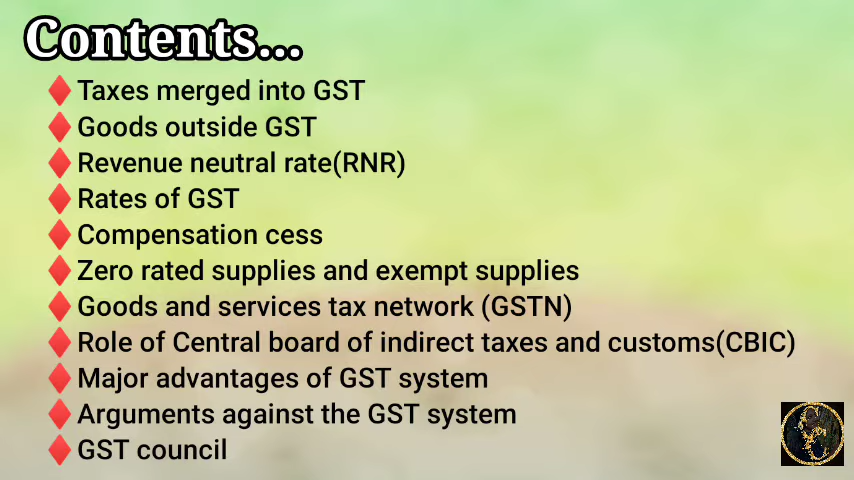 Contents...
Taxes merged into GST
Goods outside GST
Revenue neutral rate(RNR)
Rates of GST
Compensation cess
Zero rated supplies and exempt supplies
Goods and services tax network (GSTN)
Role of Central board of indirect taxes and customs(CBIC)
Major advantages of GST system
Arguments against the GST system
GST council